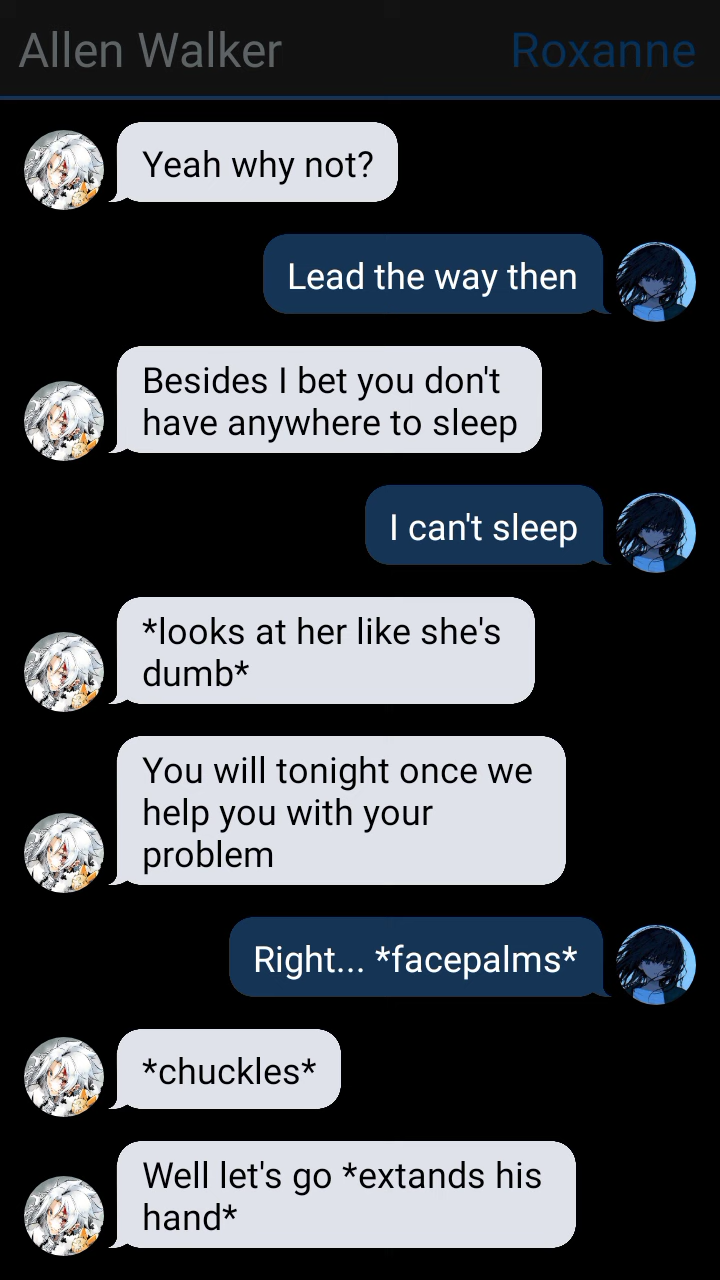 Allen Walker
Roxanne
Yeah why not?
Lead the way then
Besides I bet you don't
have anywhere to sleep
I can't sleep
*looks at her like she's
dumb*
You will tonight once we
help you with your
problem
Right... *facepalms*
*chuckles*
Well let's go *extands his
hand*